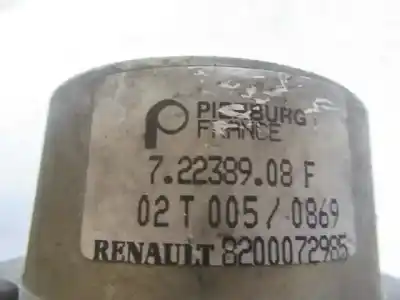 PIERBURG
FRANCE
7.22389.08 F
02 T 005 / 0869
RENAULT 8200072985